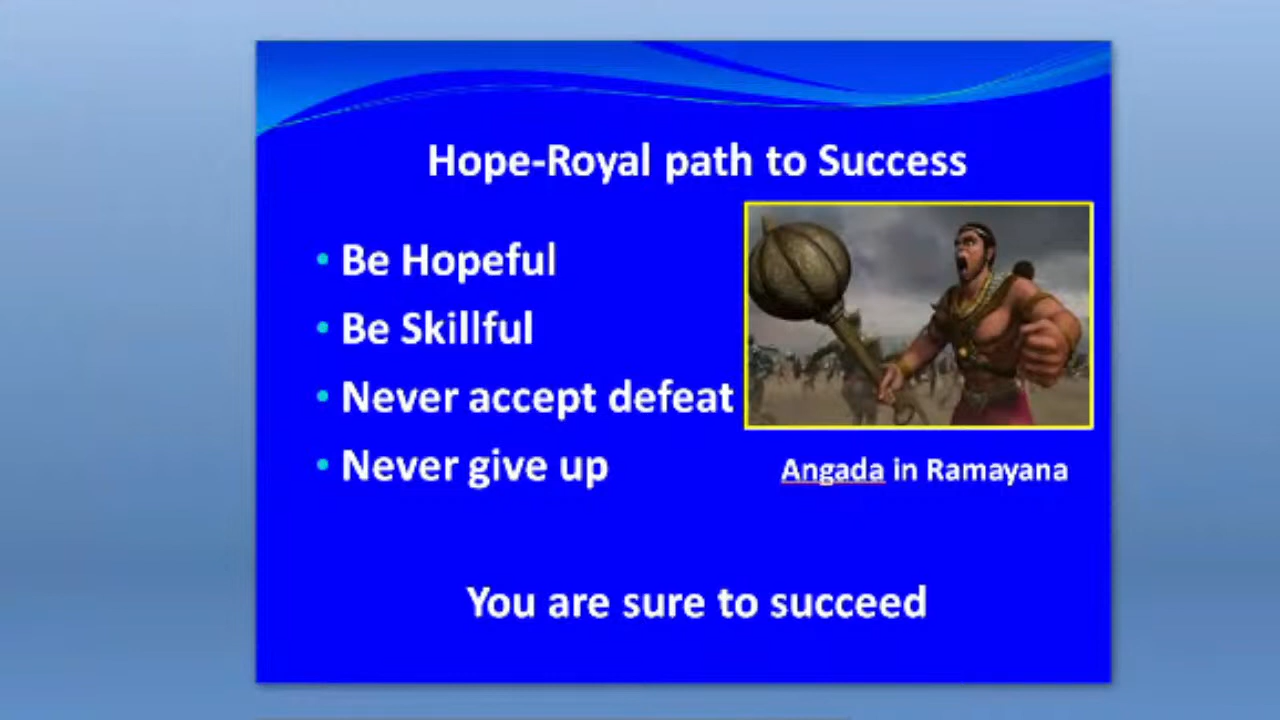 Hope-Royal path to Success
• Be Hopeful
• Be Skillful
• Never accept defeat
• Never give up
Angada in Ramayana
You are sure to succeed